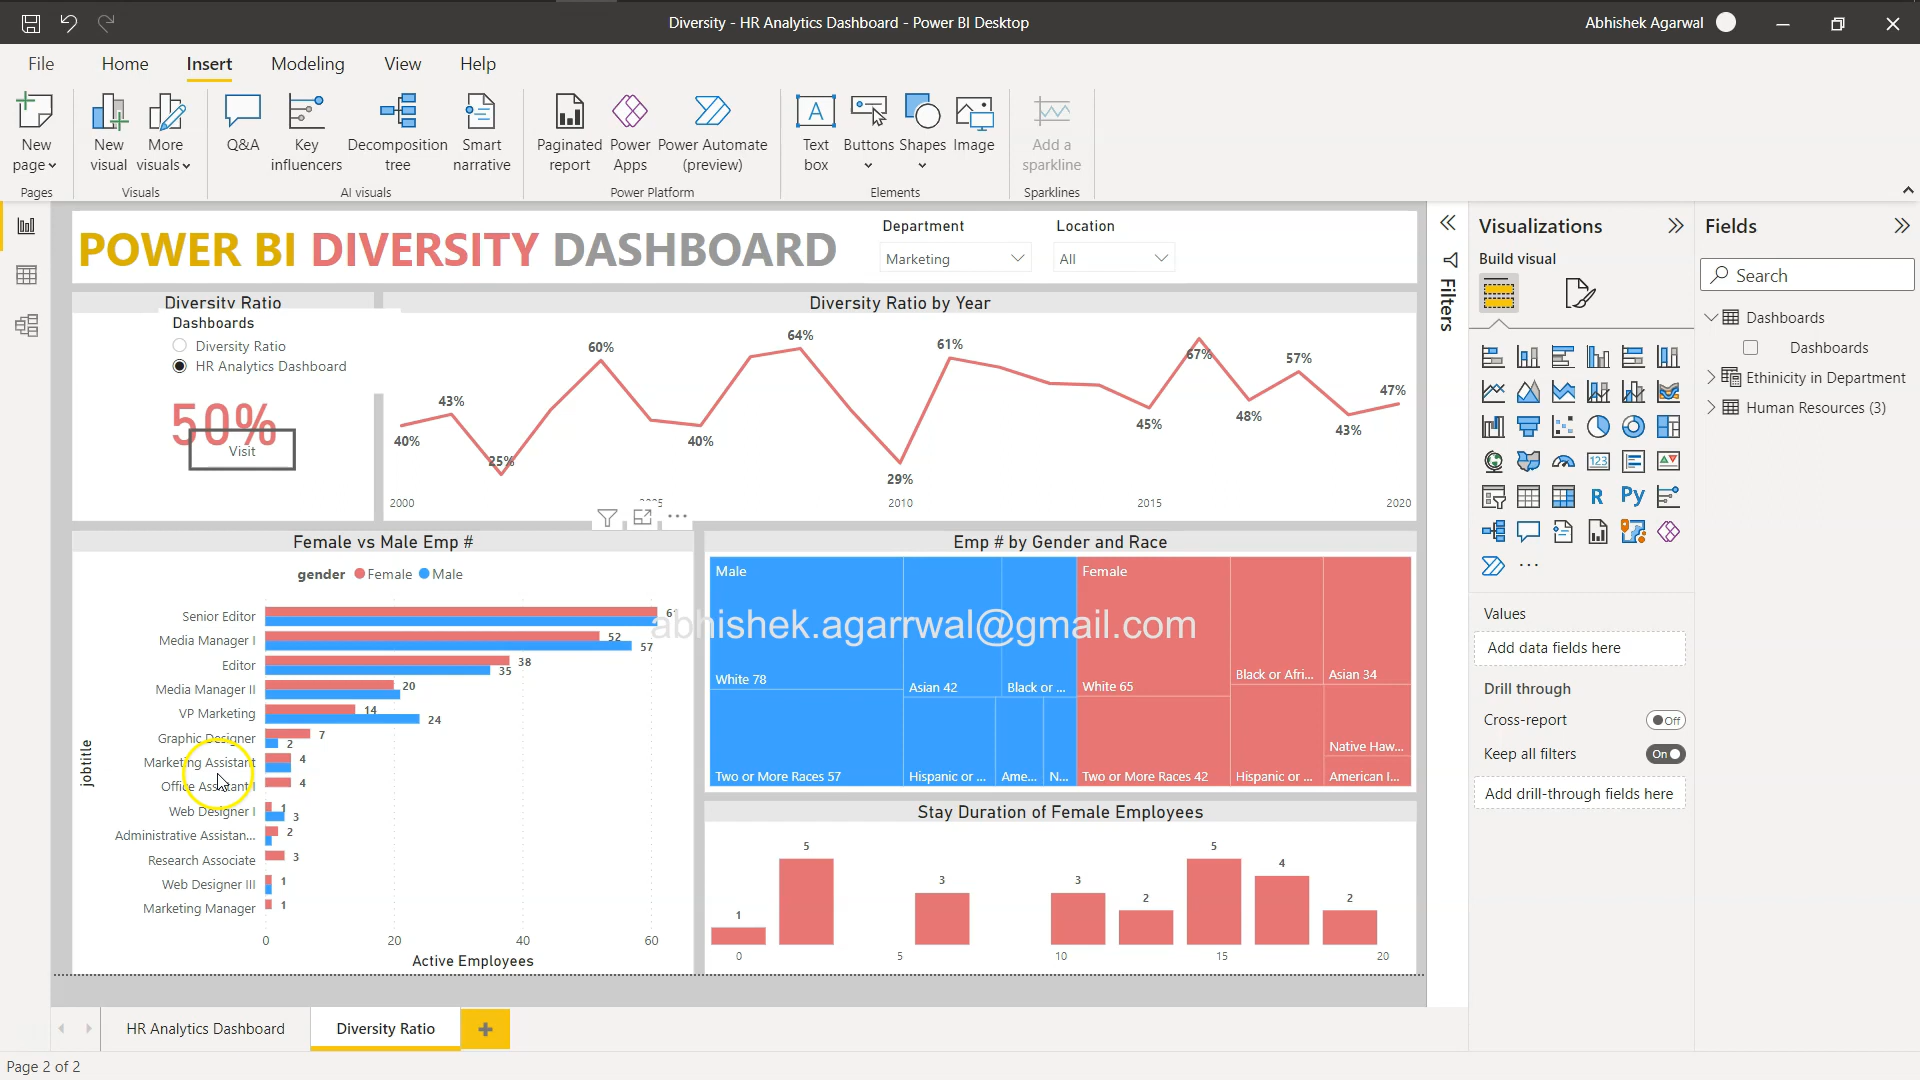 Diversity - HR Analytics Dashboard - Power BI Desktop
Abhishek Agarwal
File Home Insert Modeling View Help
New page
Pages
New visual
More visuals
Visuals
Q&A
Key influencers
Decomposition tree
Smart narrative
AI visuals
Paginated report
Power Apps
Power Automate (preview)
Power Platform
Text box
Buttons
Shapes
Image
Elements
Add a sparkline
Sparklines
POWER BI DIVERSITY DASHBOARD
Department
Marketing
Location
All
Diversity Ratio
Dashboards
Diversity Ratio
HR Analytics Dashboard
50%
Visit
Diversity Ratio by Year
40% 43% 25% 60% 40% 64% 29% 61% 45% 67% 48% 57% 43% 47%
2000 2010 2015 2020
Female vs Male Emp #
gender Female Male
jobtitle
Senior Editor
Media Manager I 52 57
Editor 38 35
Media Manager II 20
VP Marketing 14 24
Graphic Designer 7 2
Marketing Assistant 4
Office Assistant I 4
Web Designer I 1 3
Administrative Assistan... 2
Research Associate 3
Web Designer III 1
Marketing Manager 1
0 20 40 60
Active Employees
Emp # by Gender and Race
Male
White 78
Two or More Races 57
Asian 42
Black or ...
Hispanic or ...
Ame...
N...
Female
White 65
Two or More Races 42
Black or Afri...
Hispanic or ...
Asian 34
Native Haw...
American I...
abhishek.agarrwal@gmail.com
Stay Duration of Female Employees
1 5 3 3 2 5 4 2
0 5 10 15 20
Filters
Visualizations
Build visual
R
Py
123
Values
Add data fields here
Drill through
Cross-report Off
Keep all filters On
Add drill-through fields here
Fields
Search
Dashboards
Dashboards
Ethinicity in Department
Human Resources (3)
HR Analytics Dashboard
Diversity Ratio
Page 2 of 2